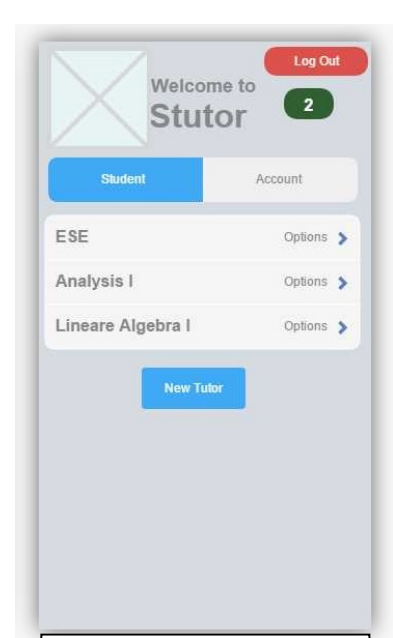 Log Out
Welcome to
Stutor
2
Student Account
ESE Options
Analysis I Options
Lineare Algebra I Options
New Tutor